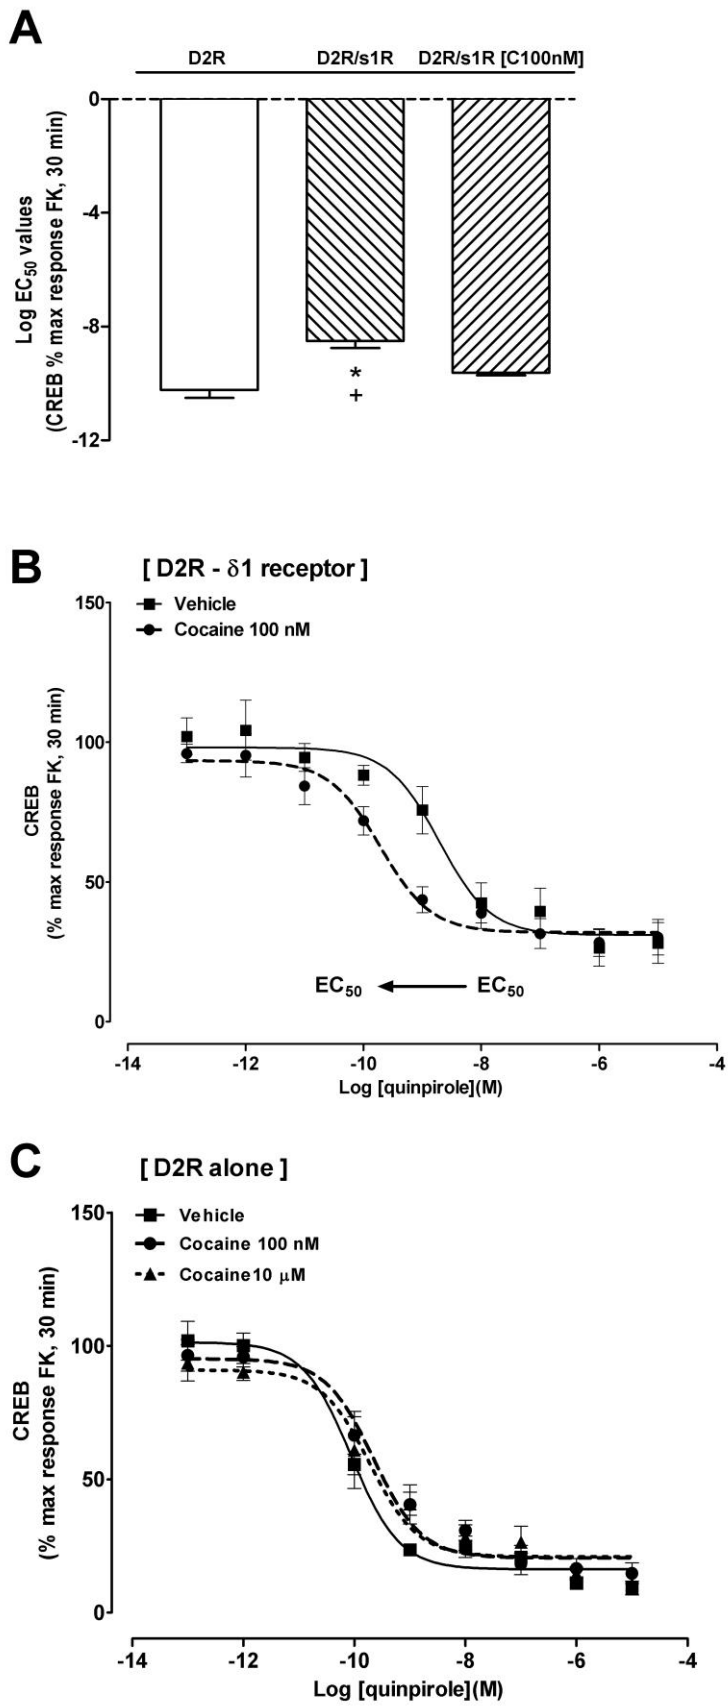 A
D2R D2R/s1R D2R/s1R [C100nM]
0
-4
-8
-12
Log EC50 values
(CREB % max response FK, 30 min)
*
+
B
[ D2R - δ1 receptor ]
Vehicle
Cocaine 100 nM
150
100
50
0
CREB
(% max response FK, 30 min)
EC50 EC50
-14 -12 -10 -8 -6 -4
Log [quinpirole](M)
C
[ D2R alone ]
Vehicle
Cocaine 100 nM
Cocaine10 μM
150
100
50
0
CREB
(% max response FK, 30 min)
-14 -12 -10 -8 -6 -4
Log [quinpirole](M)